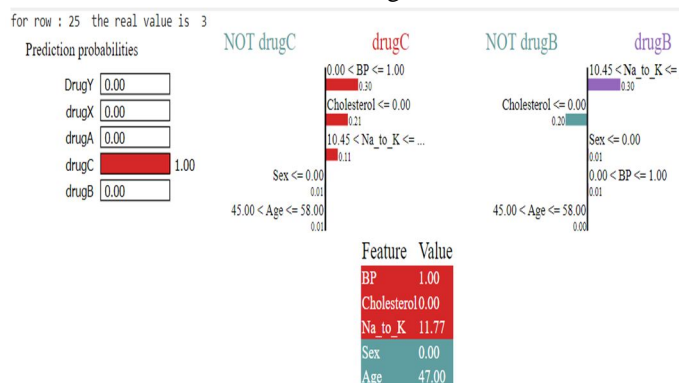 for row : 25 the real value is 3
Prediction probabilities
DrugY 0.00
drugX 0.00
drugA 0.00
drugC 1.00
drugB 0.00
NOT drugC drugC
0.00 < BP <= 1.00
0.30
Cholesterol <= 0.00
0.21
10.45 < Na_to_K <= ...
0.11
Sex <= 0.00
0.01
45.00 < Age <= 58.00
0.01
NOT drugB drugB
10.45 < Na_to_K <=
0.30
Cholesterol <= 0.00
0.20
Sex <= 0.00
0.01
0.00 < BP <= 1.00
0.01
45.00 < Age <= 58.00
0.00
Feature Value
BP 1.00
Cholesterol 0.00
Na_to_K 11.77
Sex 0.00
Age 47.00